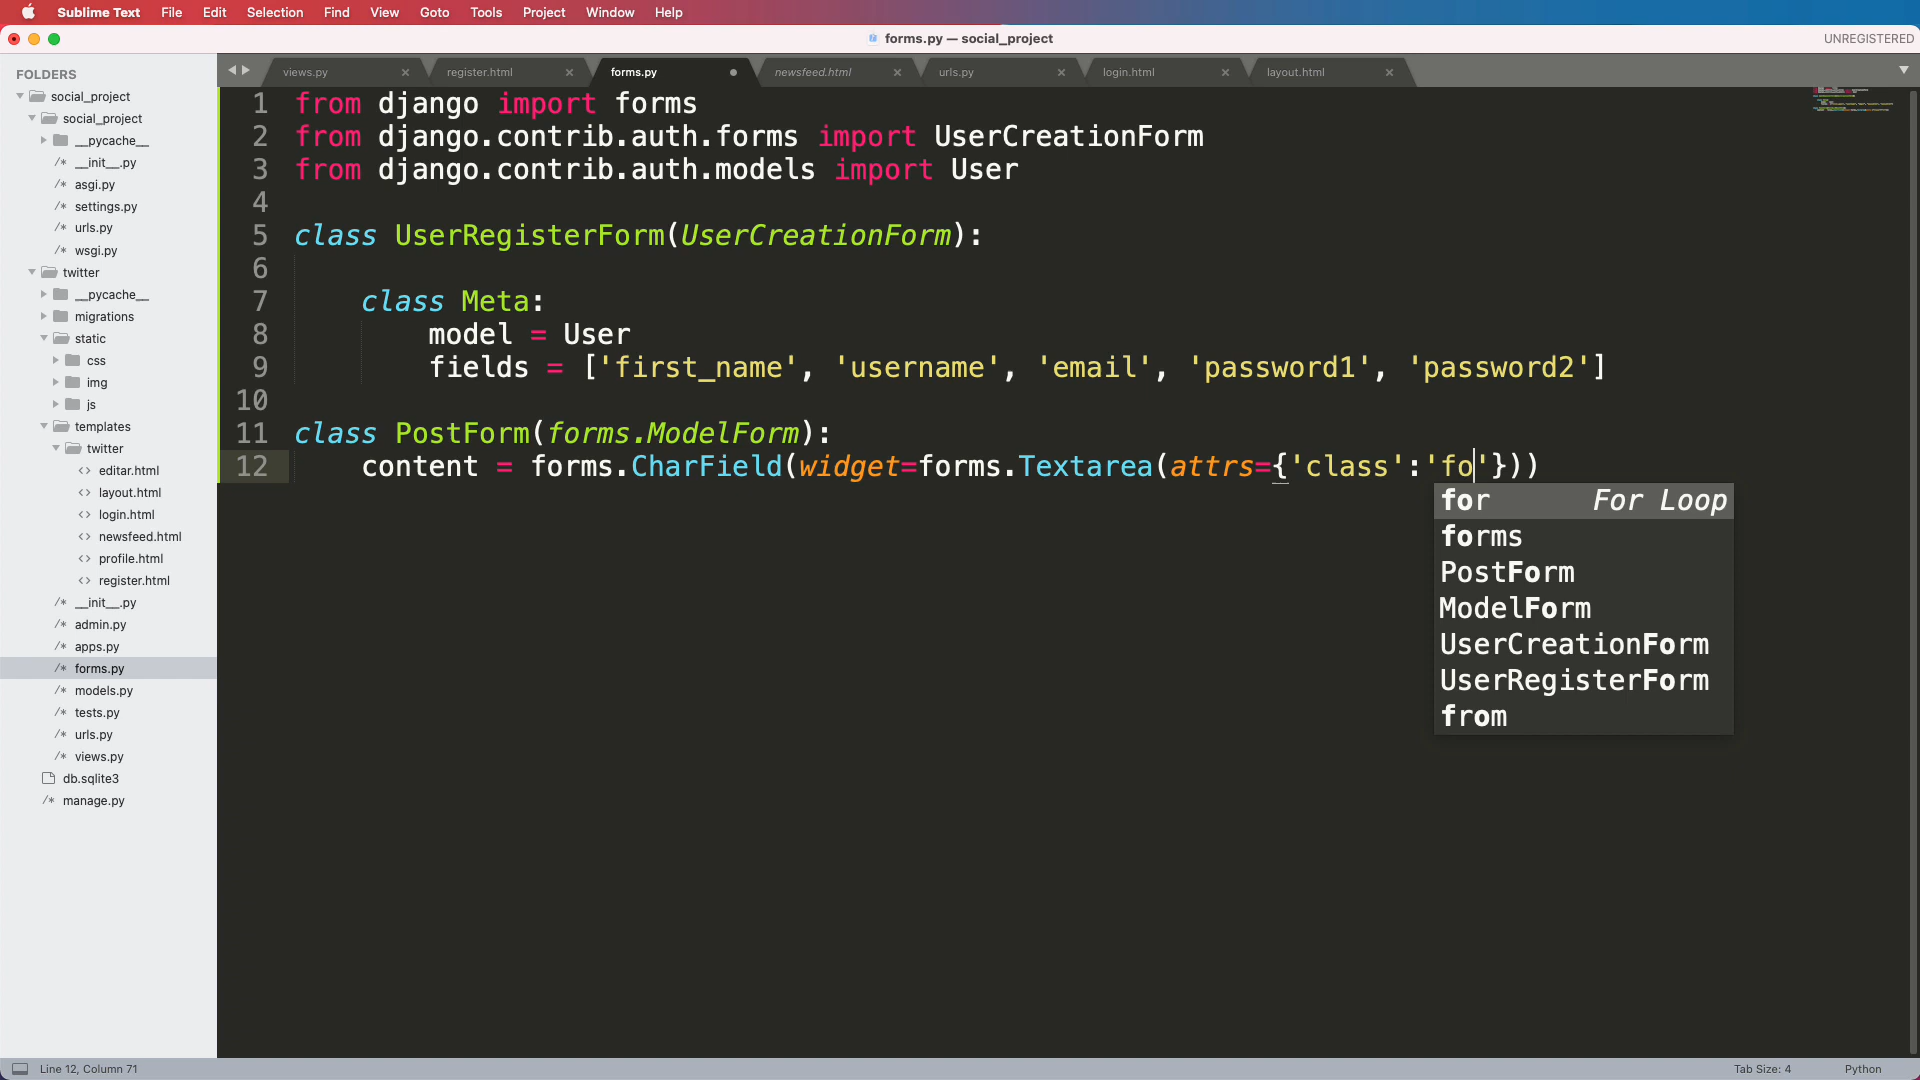 Sublime Text File Edit Selection Find View Goto Tools Project Window Help
forms.py — social_project
UNREGISTERED
FOLDERS
social_project
social_project
__pycache__
/* __init__.py
/* asgi.py
/* settings.py
/* urls.py
/* wsgi.py
twitter
__pycache__
migrations
static
css
img
js
templates
twitter
<> editar.html
<> layout.html
<> login.html
<> newsfeed.html
<> profile.html
<> register.html
/* __init__.py
/* admin.py
/* apps.py
/* forms.py
/* models.py
/* tests.py
/* urls.py
/* views.py
db.sqlite3
/* manage.py
views.py register.html forms.py newsfeed.html urls.py login.html layout.html
1 from django import forms
2 from django.contrib.auth.forms import UserCreationForm
3 from django.contrib.auth.models import User
4
5 class UserRegisterForm(UserCreationForm):
6
7 class Meta:
8 model = User
9 fields = ['first_name', 'username', 'email', 'password1', 'password2']
10
11 class PostForm(forms.ModelForm):
12 content = forms.CharField(widget=forms.Textarea(attrs={'class':'fo'}))
for For Loop
forms
PostForm
ModelForm
UserCreationForm
UserRegisterForm
from
Line 12, Column 71
Tab Size: 4
Python